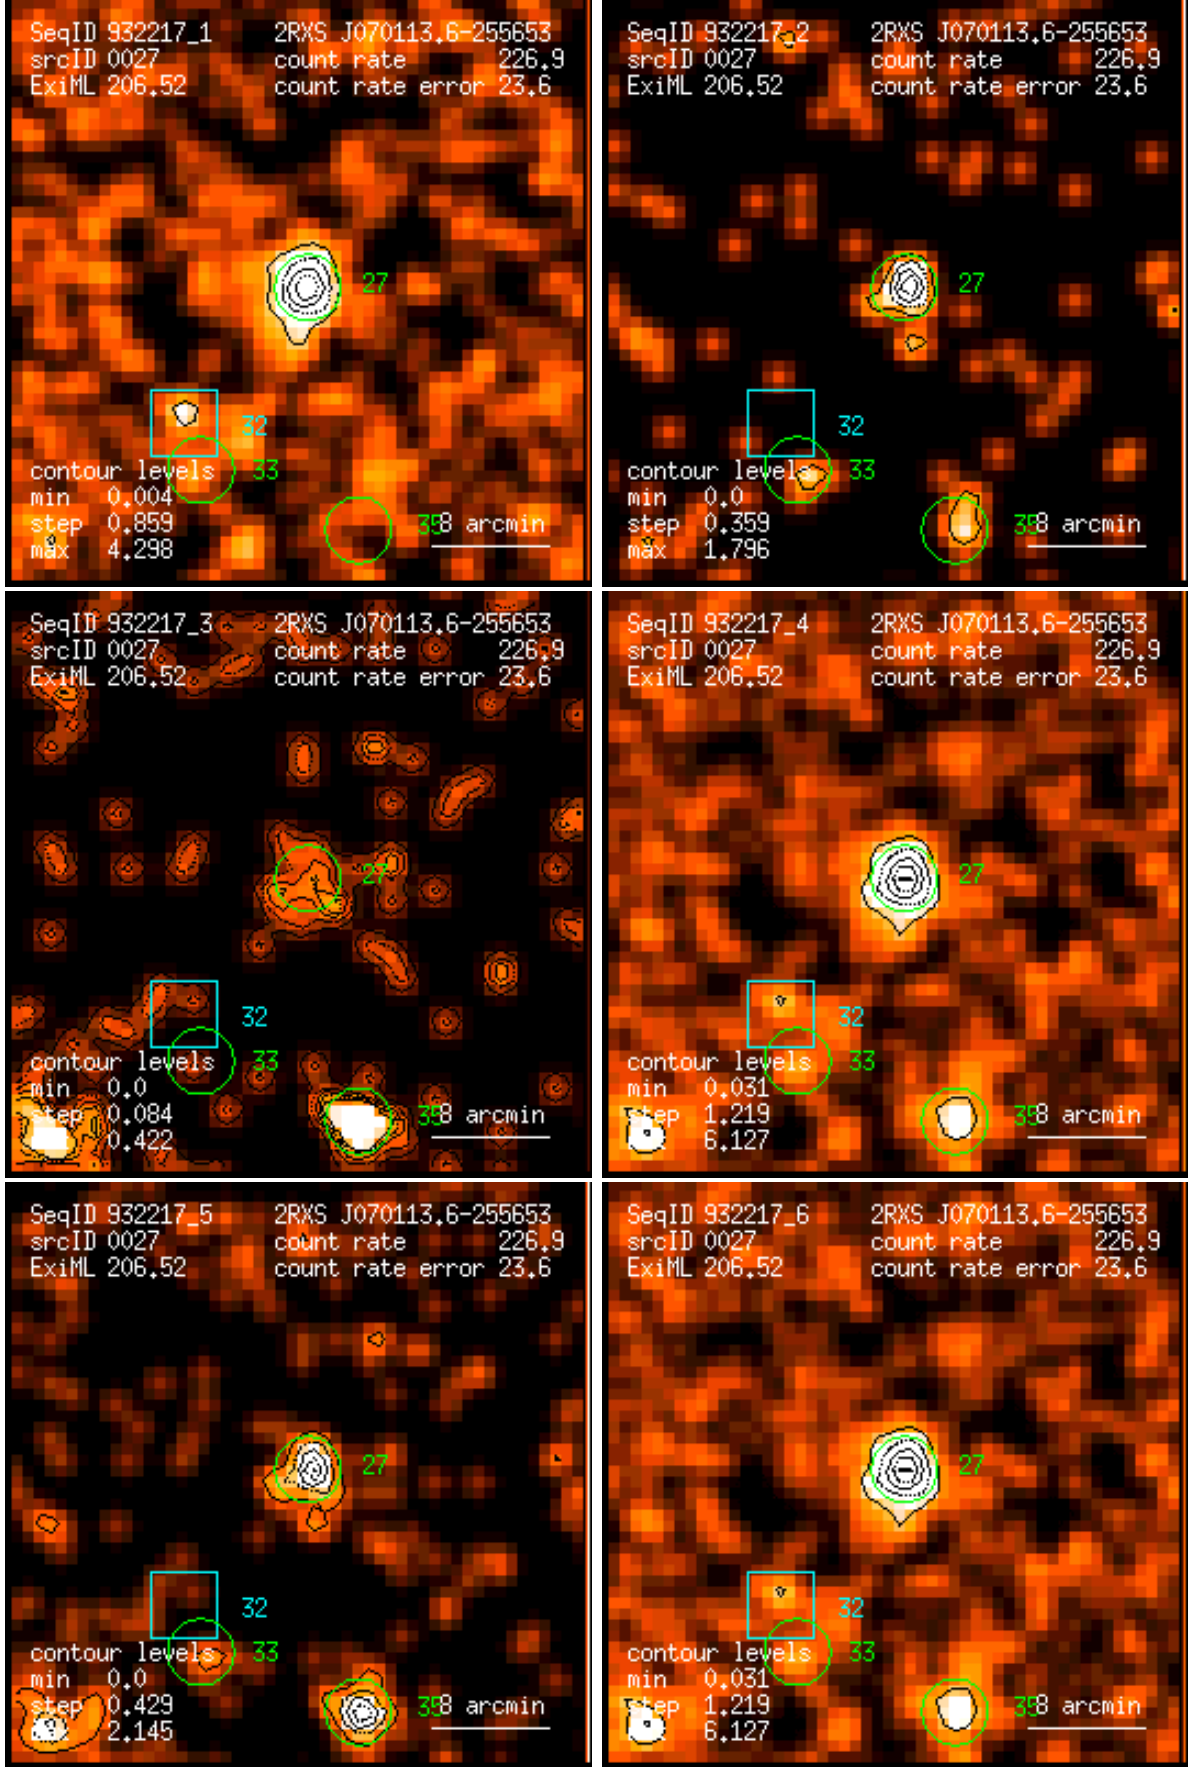 SeqID 932217_1 2RXS J070113.6-255653
srcID 0027 count rate 226.9
ExiML 206.52 count rate error 23.6
27
32
contour levels 33
min 0.004
step 0.859 35 8 arcmin
max 4.298
SeqID 932217_2 2RXS J070113.6-255653
srcID 0027 count rate 226.9
ExiML 206.52 count rate error 23.6
27
32
contour levels 33
min 0.0
step 0.359 35 8 arcmin
max 1.796
SeqID 932217_3 2RXS J070113.6-255653
srcID 0027 count rate 226.9
ExiML 206.52 count rate error 23.6
27
32
contour levels 33
min 0.0
step 0.084 35 8 arcmin
0.422
SeqID 932217_4 2RXS J070113.6-255653
srcID 0027 count rate 226.9
ExiML 206.52 count rate error 23.6
27
32
contour levels 33
min 0.031
step 1.219 35 8 arcmin
6.127
SeqID 932217_5 2RXS J070113.6-255653
srcID 0027 count rate 226.9
ExiML 206.52 count rate error 23.6
27
32
contour levels 33
min 0.0
step 0.429 35 8 arcmin
2.145
SeqID 932217_6 2RXS J070113.6-255653
srcID 0027 count rate 226.9
ExiML 206.52 count rate error 23.6
27
32
contour levels 33
min 0.031
step 1.219 35 8 arcmin
6.127